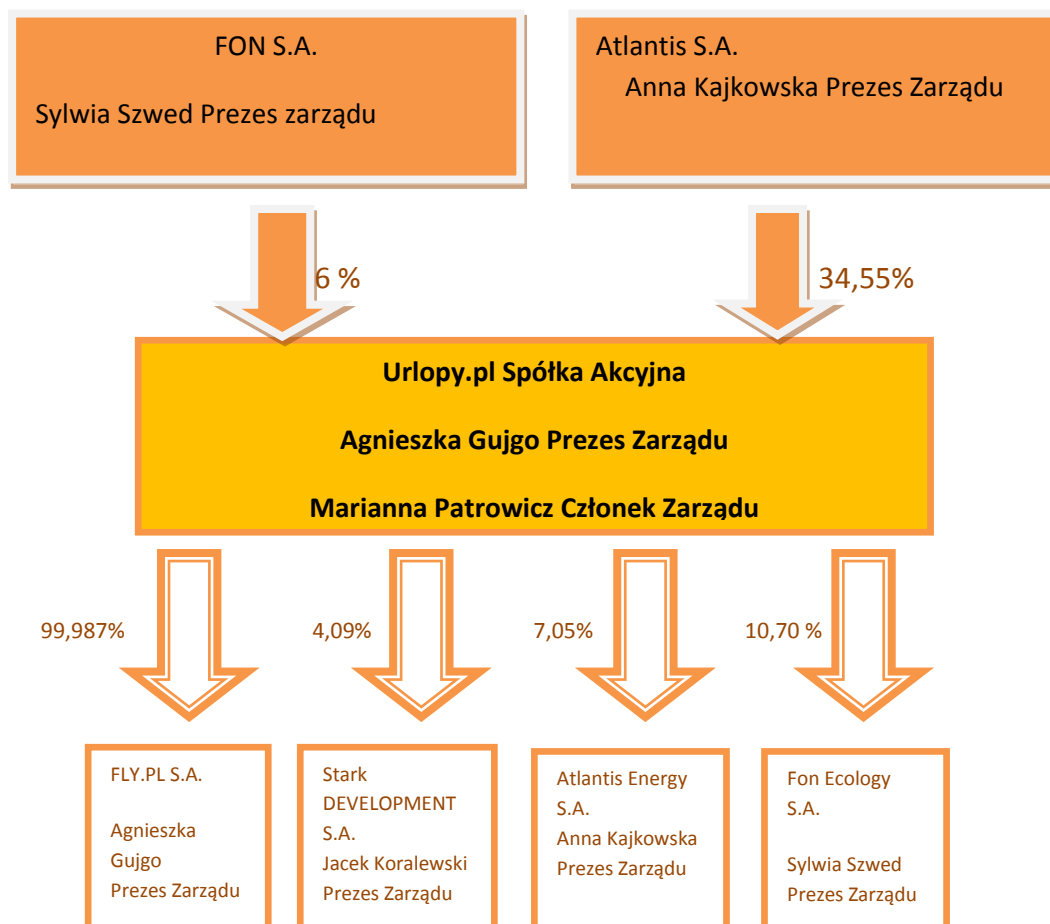 FON S.A.
Sylwia Szwed Prezes zarządu
Atlantis S.A.
Anna Kajkowska Prezes Zarządu
6 %
34,55%
Urlopy.pl Spółka Akcyjna
Agnieszka Gujgo Prezes Zarządu
Marianna Patrowicz Członek Zarządu
99,987%
4,09%
7,05%
10,70 %
FLY.PL S.A.
Agnieszka
Gujgo
Prezes Zarządu
Stark
DEVELOPMENT
S.A.
Jacek Koralewski
Prezes Zarządu
Atlantis Energy
S.A.
Anna Kajkowska
Prezes Zarządu
Fon Ecology
S.A.
Sylwia Szwed
Prezes Zarządu